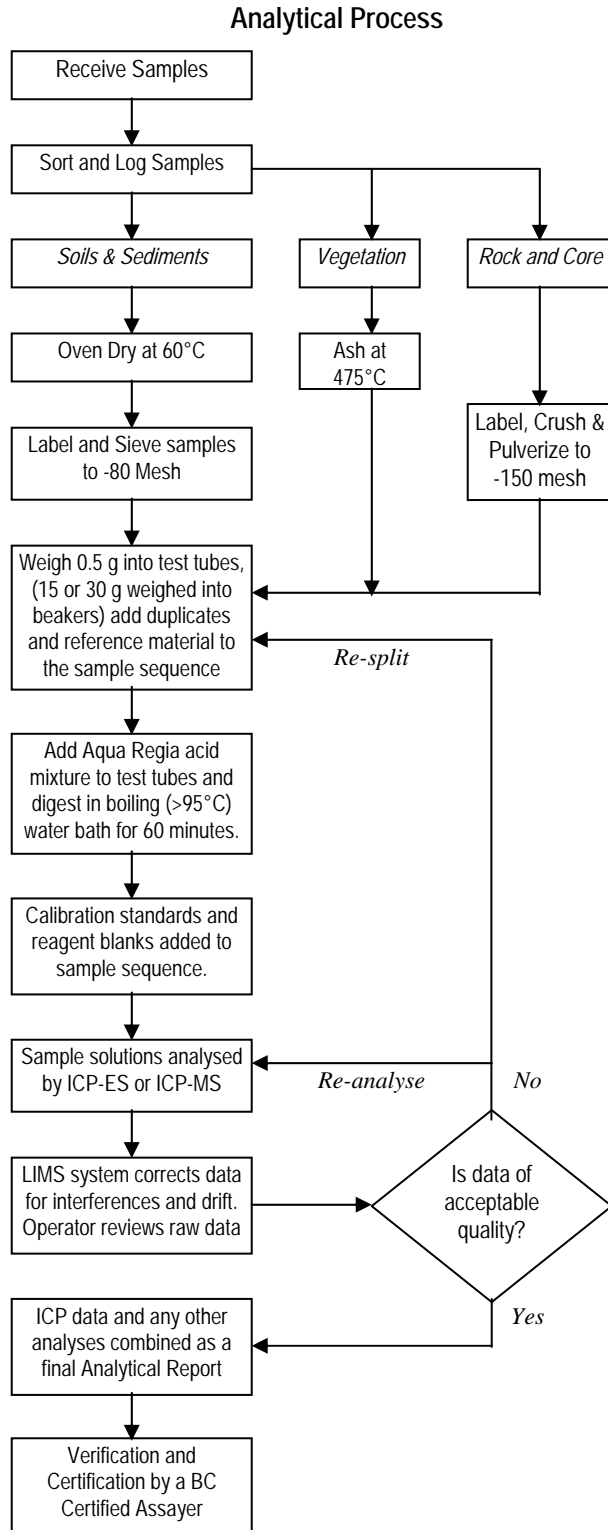 Analytical Process
Receive Samples
Sort and Log Samples
Soils & Sediments
Vegetation
Rock and Core
Oven Dry at 60°C
Ash at
475°C
Label and Sieve samples
to -80 Mesh
Label, Crush &
Pulverize to
-150 mesh
Weigh 0.5 g into test tubes,
(15 or 30 g weighed into
beakers) add duplicates
and reference material to
the sample sequence
Re-split
Add Aqua Regia acid
mixture to test tubes and
digest in boiling (>95°C)
water bath for 60 minutes.
Calibration standards and
reagent blanks added to
sample sequence.
Sample solutions analysed
by ICP-ES or ICP-MS
Re-analyse
No
LIMS system corrects data
for interferences and drift.
Operator reviews raw data
Is data of
acceptable
quality?
Yes
ICP data and any other
analyses combined as a
final Analytical Report
Verification and
Certification by a BC
Certified Assayer